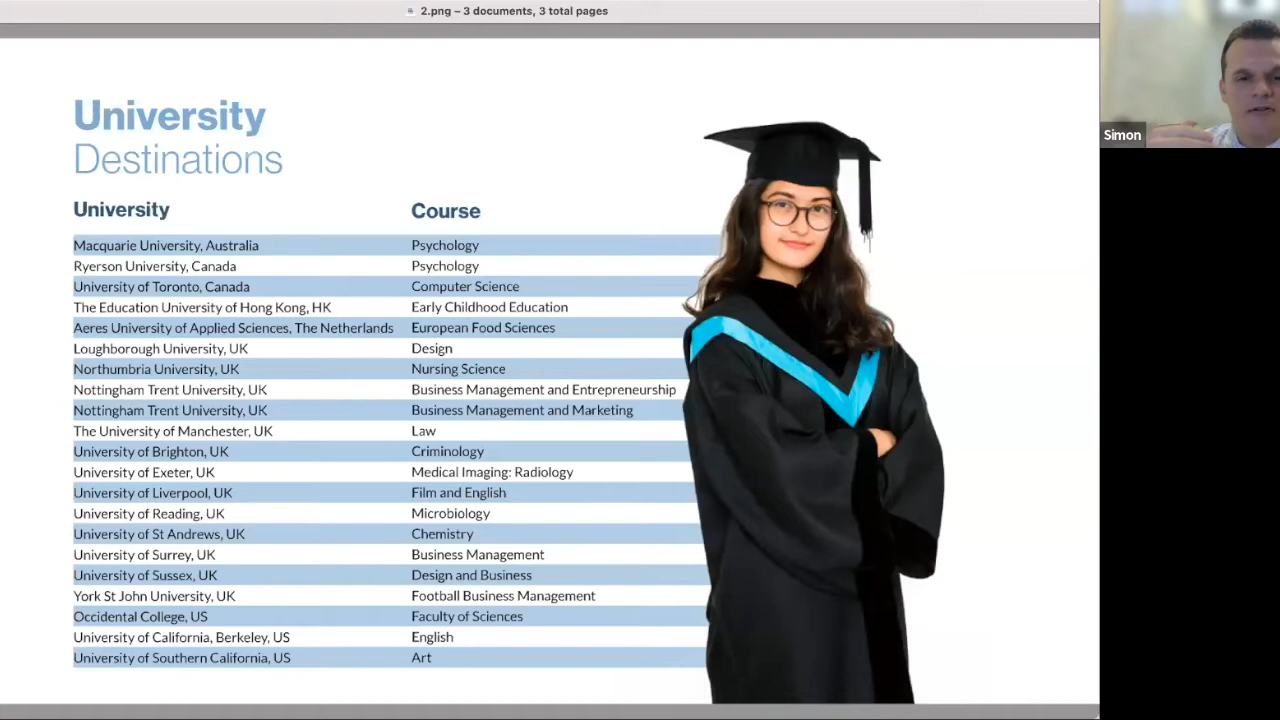 2.png – 3 documents, 3 total pages
Simon
University
Destinations
University Course
Macquarie University, Australia Psychology
Ryerson University, Canada Psychology
University of Toronto, Canada Computer Science
The Education University of Hong Kong, HK Early Childhood Education
Aeres University of Applied Sciences, The Netherlands European Food Sciences
Loughborough University, UK Design
Northumbria University, UK Nursing Science
Nottingham Trent University, UK Business Management and Entrepreneurship
Nottingham Trent University, UK Business Management and Marketing
The University of Manchester, UK Law
University of Brighton, UK Criminology
University of Exeter, UK Medical Imaging: Radiology
University of Liverpool, UK Film and English
University of Reading, UK Microbiology
University of St Andrews, UK Chemistry
University of Surrey, UK Business Management
University of Sussex, UK Design and Business
York St John University, UK Football Business Management
Occidental College, US Faculty of Sciences
University of California, Berkeley, US English
University of Southern California, US Art